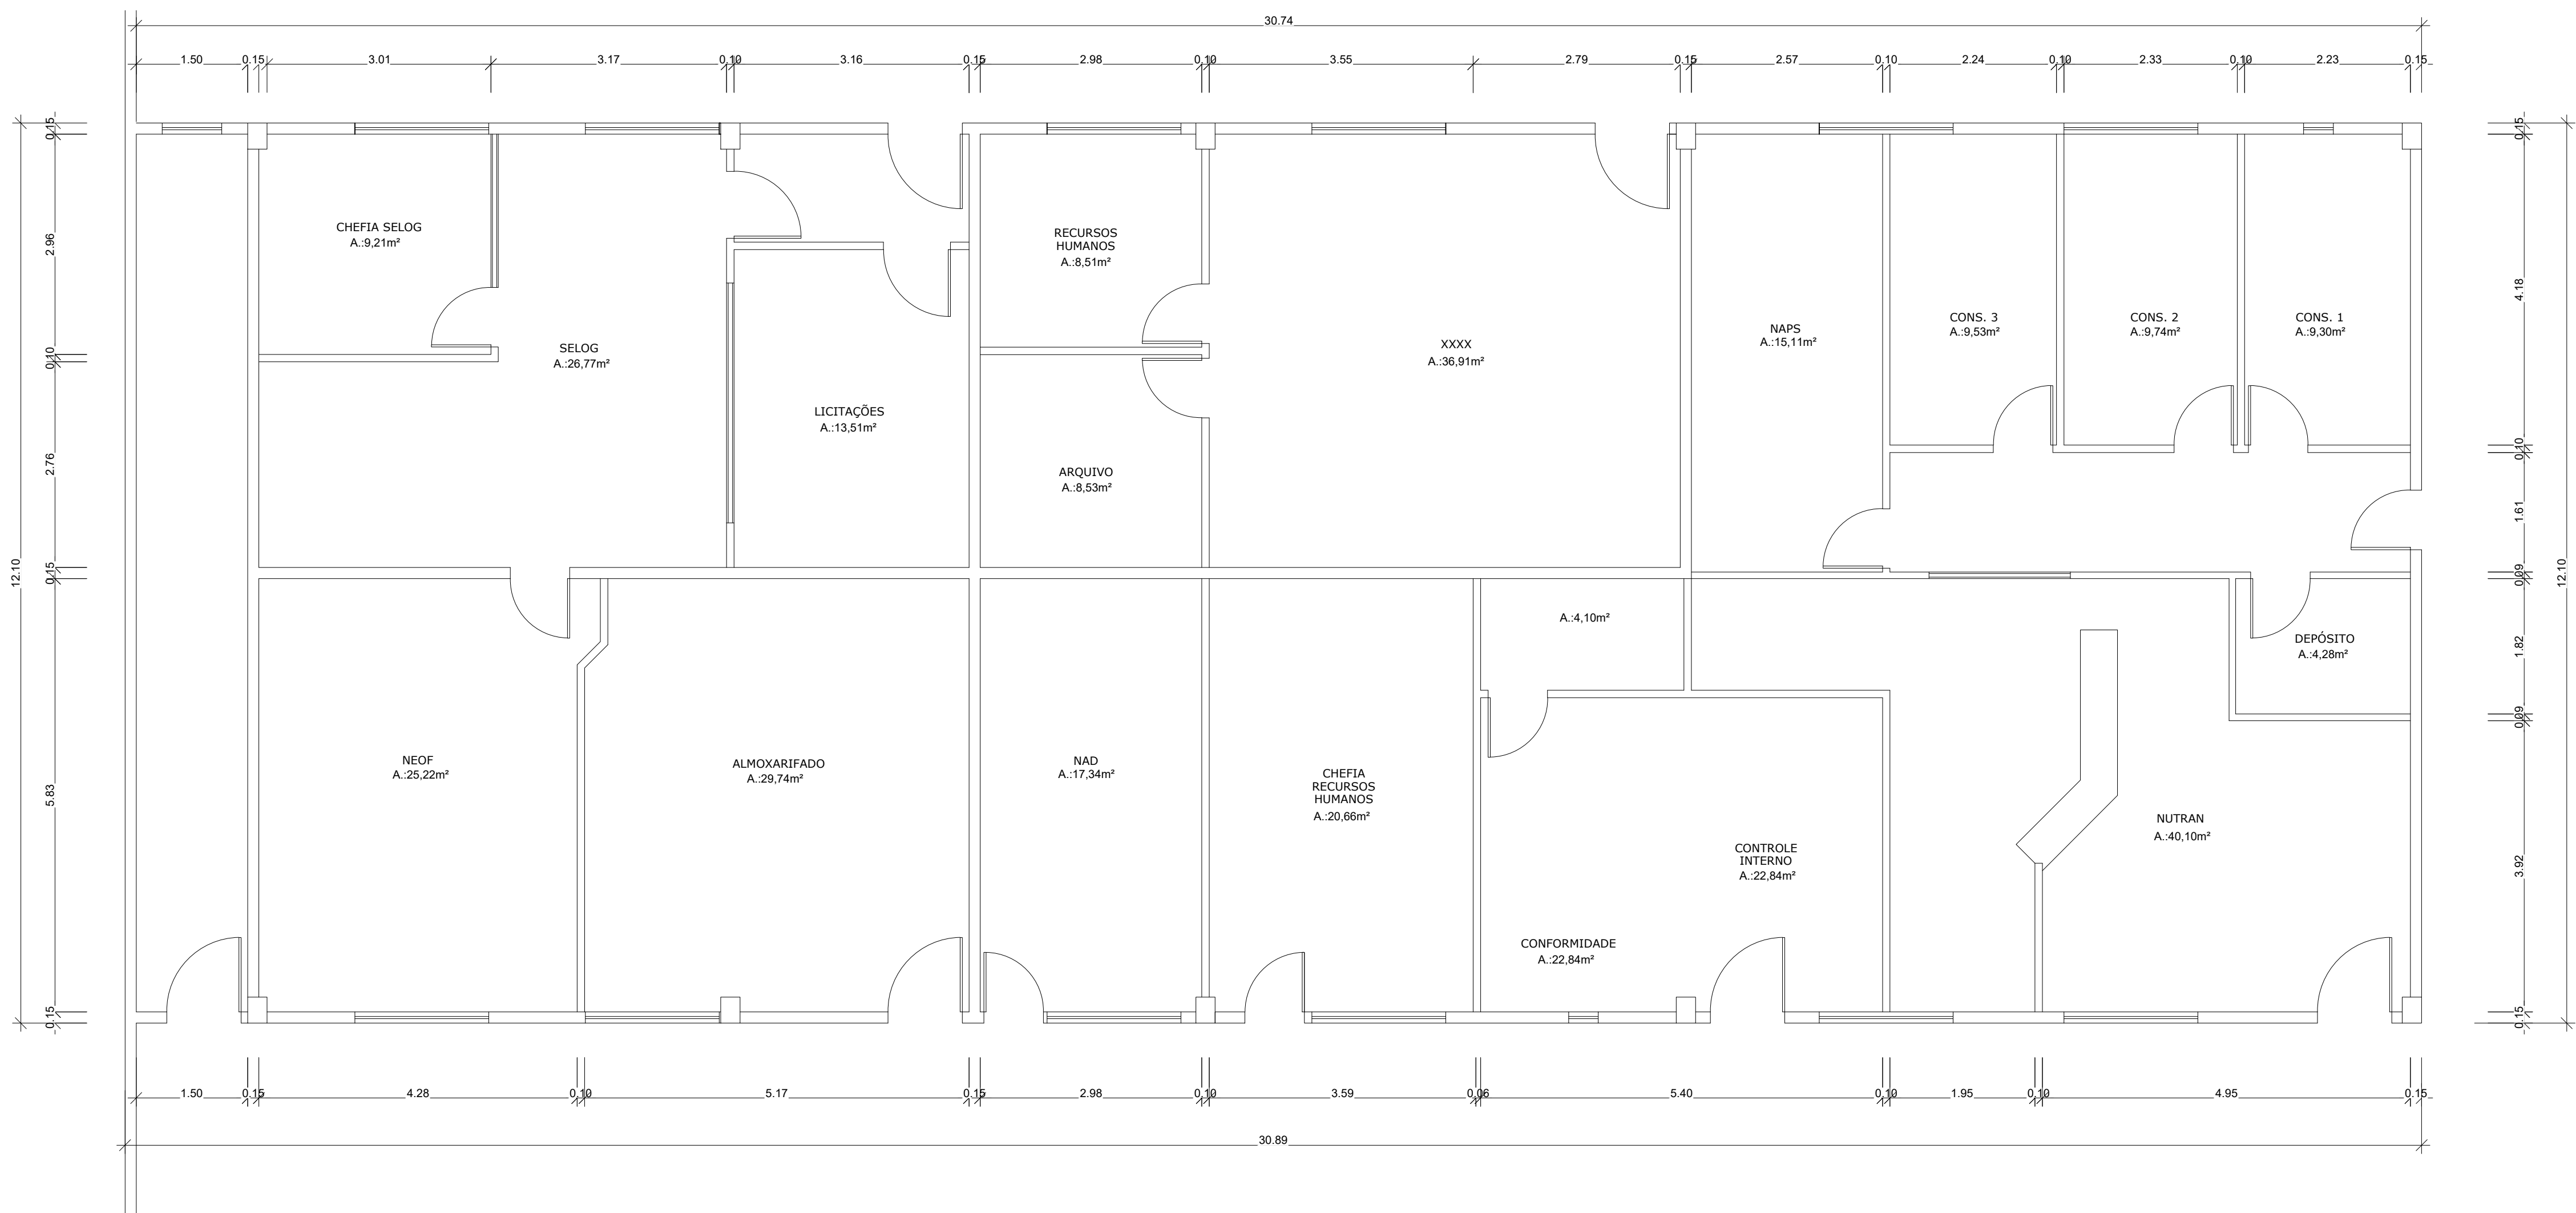 30.74
1.50 0.15 3.01 3.17 0.10 3.16 0.15 2.98 0.10 3.55 2.79 0.15 2.57 0.10 2.24 0.10 2.33 0.10 2.23 0.15
12.10
0.15
2.96
0.10
2.76
0.15
5.83
0.15
CHEFIA SELOG
A.:9,21m²
SELOG
A.:26,77m²
LICITAÇÕES
A.:13,51m²
RECURSOS
HUMANOS
A.:8,51m²
ARQUIVO
A.:8,53m²
XXXX
A.:36,91m²
NAPS
A.:15,11m²
CONS. 3
A.:9,53m²
CONS. 2
A.:9,74m²
CONS. 1
A.:9,30m²
NEOF
A.:25,22m²
ALMOXARIFADO
A.:29,74m²
NAD
A.:17,34m²
CHEFIA
RECURSOS
HUMANOS
A.:20,66m²
A.:4,10m²
CONTROLE
INTERNO
A.:22,84m²
CONFORMIDADE
A.:22,84m²
NUTRAN
A.:40,10m²
DEPÓSITO
A.:4,28m²
0.15
4.18
0.10
1.61
0.09
1.82
0.09
3.92
0.15
12.10
1.50 0.15 4.28 0.10 5.17 0.15 2.98 0.10 3.59 0.06 5.40 0.10 1.95 0.10 4.95 0.15
30.89